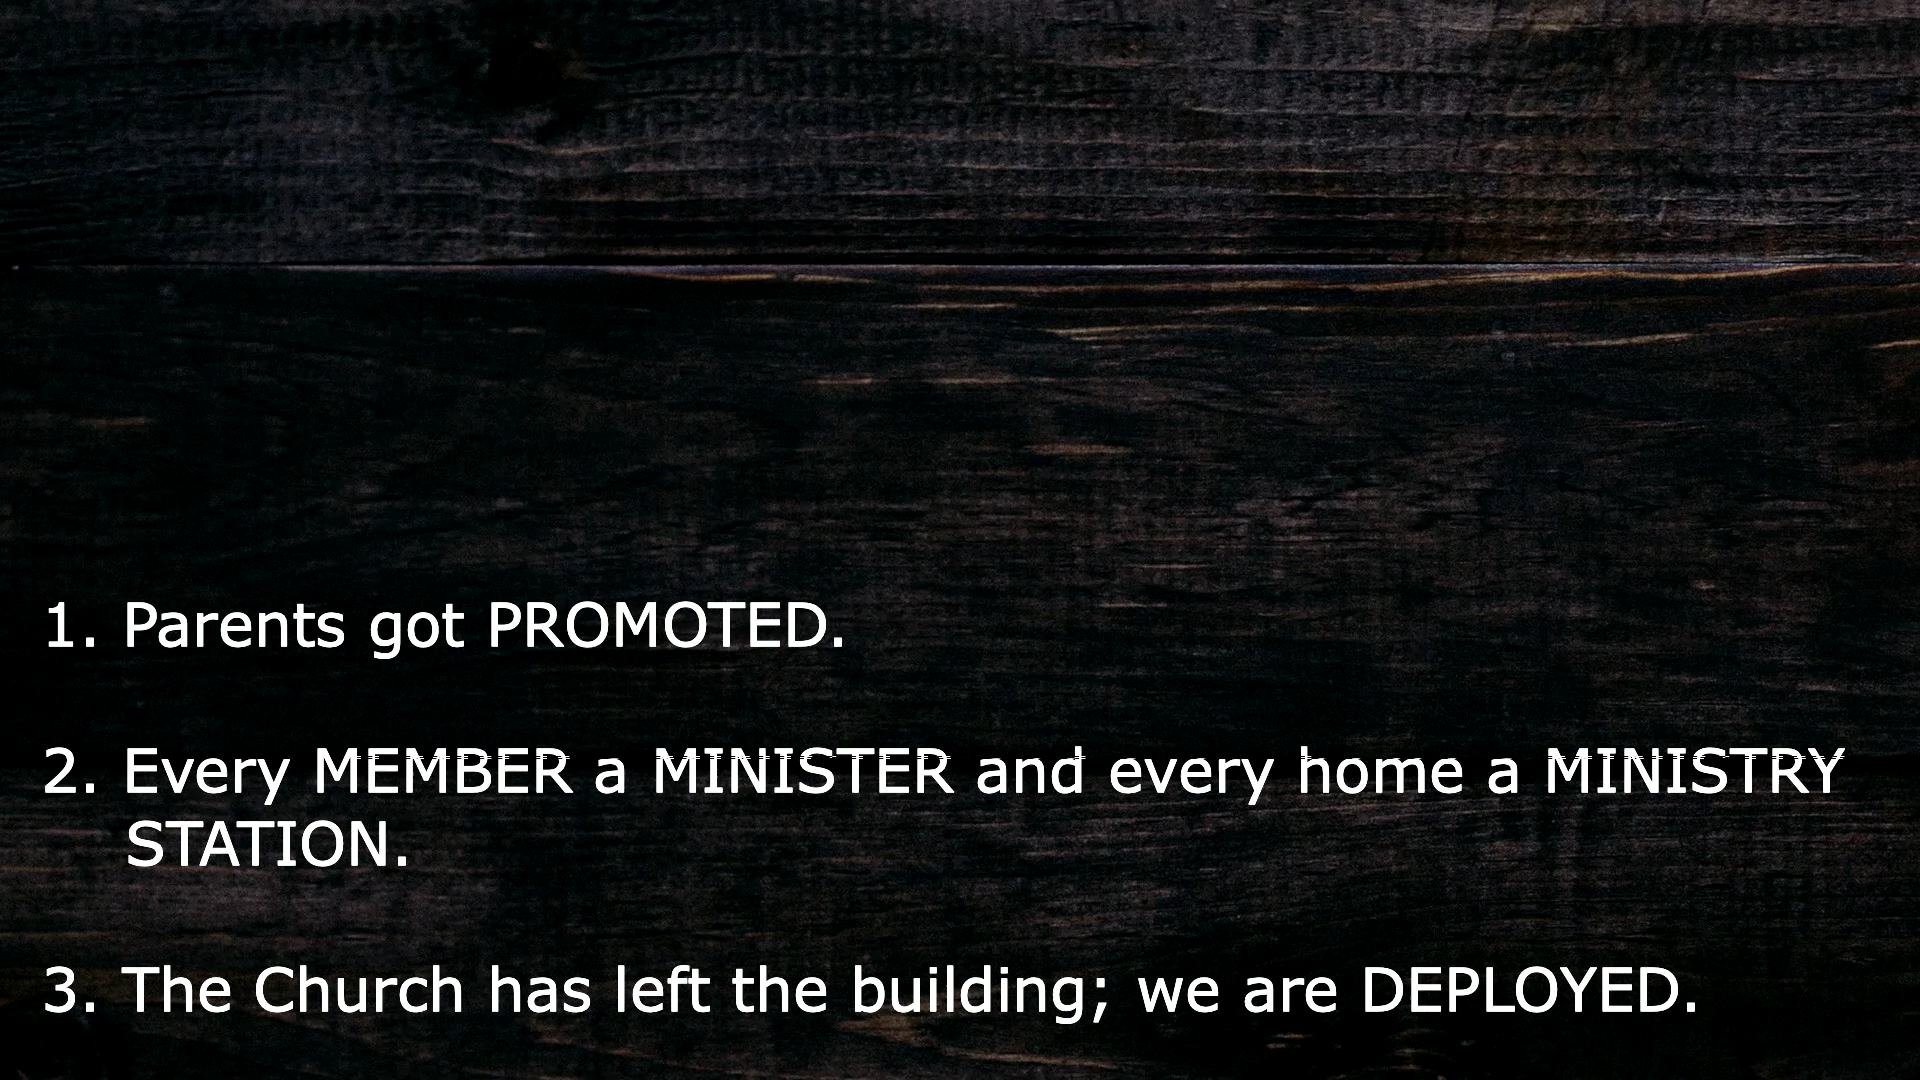 1. Parents got PROMOTED.
2. Every MEMBER a MINISTER and every home a MINISTRY
STATION.
3. The Church has left the building; we are DEPLOYED.